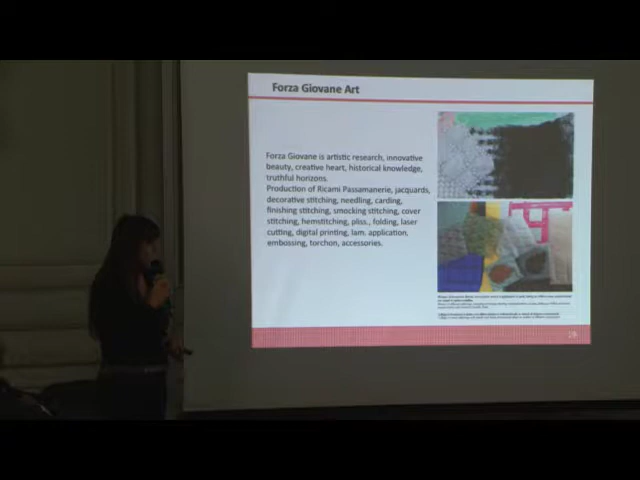 Forza Giovane Art
Forza Giovane is artistic research, innovative
beauty, creative heart, historical knowledge,
truthful horizons.
Production of Ricami Passamanerie, jacquards,
decorative stitching, needling, carding,
finishing stitching, smocking stitching, cover
stitching, hemstitching, pliss., folding, laser
cutting, digital printing, lam. application,
embossing, torchon, accessories.